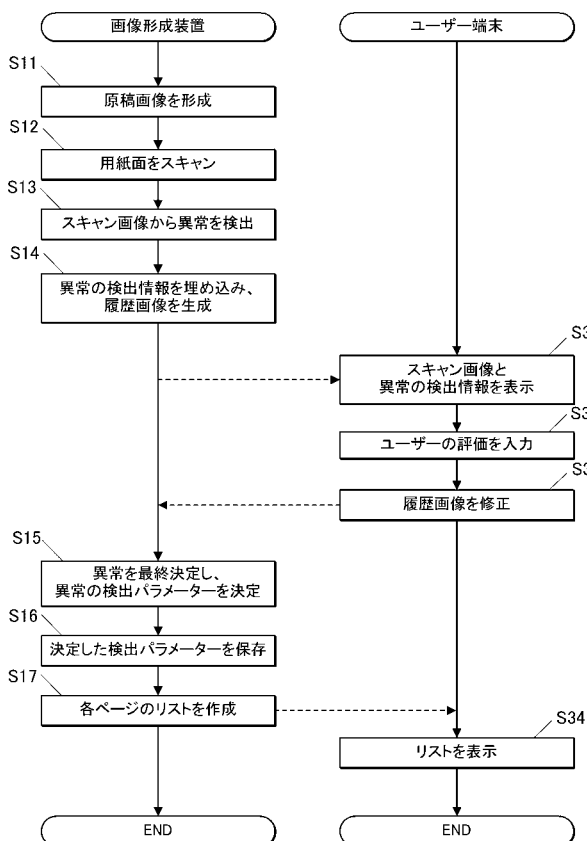 画像形成装置
ユーザー端末
S11
原稿画像を形成
S12
用紙面をスキャン
S13
スキャン画像から異常を検出
S14
異常の検出情報を埋め込み、
履歴画像を生成
S3
スキャン画像と
異常の検出情報を表示
S3
ユーザーの評価を入力
S3
履歴画像を修正
S15
異常を最終決定し、
異常の検出パラメーターを決定
S16
決定した検出パラメーターを保存
S17
各ページのリストを作成
S34
リストを表示
END
END